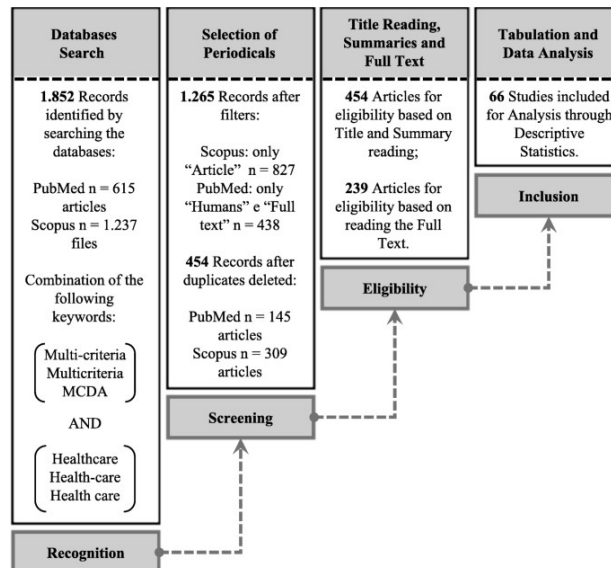 Databases
Search
1.852 Records
identified by
searching the
databases:
PubMed n = 615
articles
Scopus n = 1.237
files
Combination of the
following
keywords:
Multi-criteria
Multicriteria
MCDA
AND
Healthcare
Health-care
Health care
Recognition
Selection of
Periodicals
1.265 Records after
filters:
Scopus: only
“Article” n = 827
PubMed: only
“Humans” e “Full
text” n = 438
454 Records after
duplicates deleted:
PubMed n = 145
articles
Scopus n = 309
articles
Screening
Title Reading,
Summaries and
Full Text
454 Articles for
eligibility based on
Title and Summary
reading;
239 Articles for
eligibility based on
reading the Full
Text.
Eligibility
Tabulation and
Data Analysis
66 Studies included
for Analysis through
Descriptive
Statistics.
Inclusion